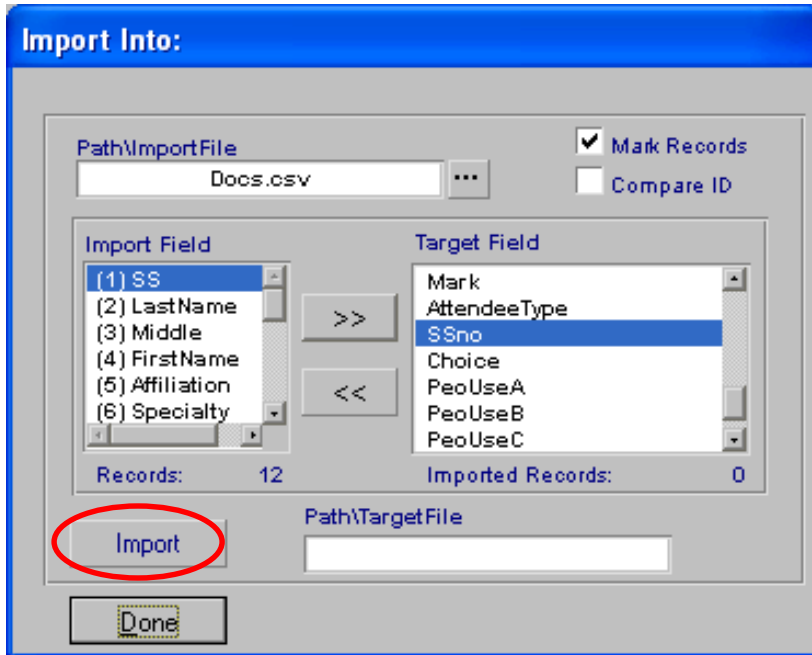 Import Into:
Path\ImportFile
Mark Records
Docs.csv
...
Compare ID
Import Field
Target Field
(1) SS
(2) LastName
(3) Middle
(4) FirstName
(5) Affiliation
(6) Specialty
>>
<<
Mark
AttendeeType
SSno
Choice
PeoUseA
PeoUseB
PeoUseC
Records: 12
Imported Records: 0
Import
Path\TargetFile
Done